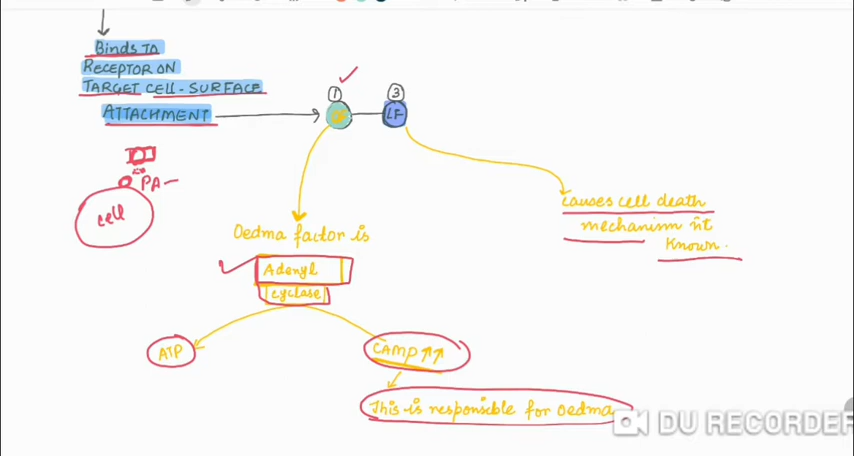 Binds to
Receptor on
Target cell-surface
Attachment
1
3
LF
PA
cell
Oedma factor is
Adenyl
cyclase
causes cell death
mechanism n't
known.
ATP
CAMP↑↑
This is responsible for oedma
DU RECORDER